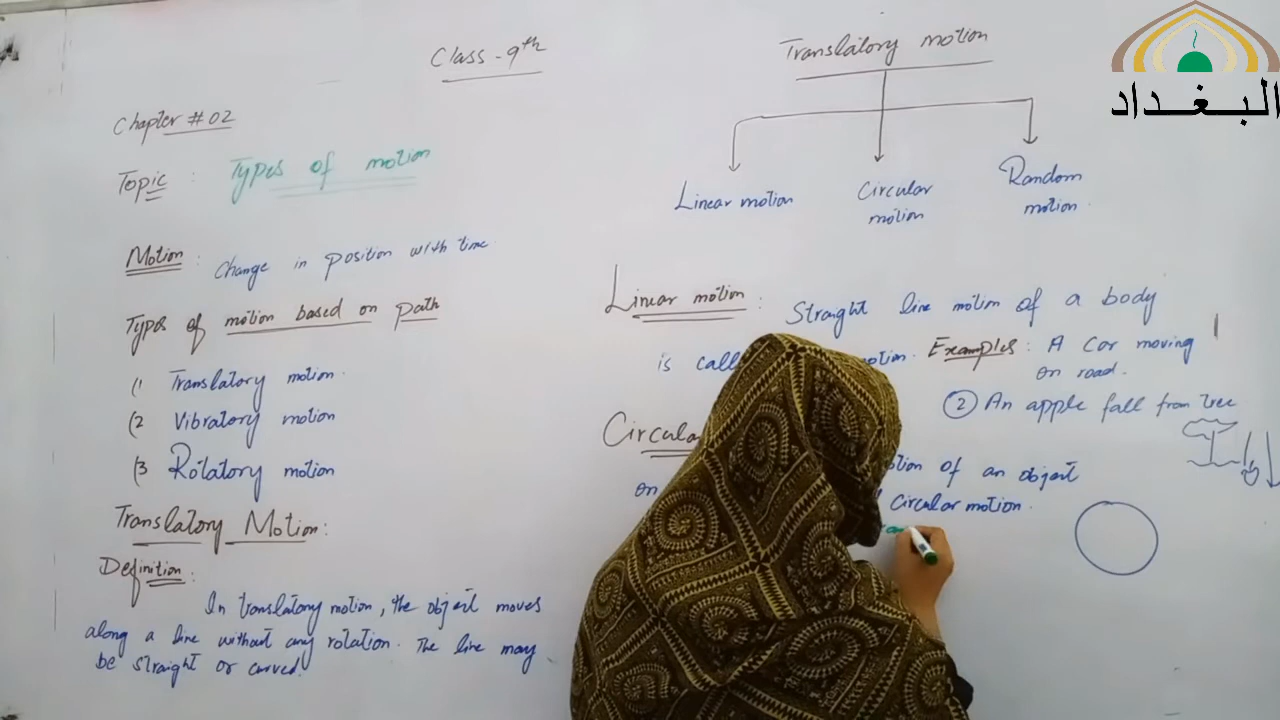 Class - 9th
Chapter # 02
Topic : Types of motion
Motion : Change in position with time
Types of motion based on path
(1 Translatory motion
(2 Vibratory motion
(3 Rotatory motion
Translatory Motion:
Definition :
In translatory motion, the object moves
along a line without any rotation. The line may
be straight or curved.
Translatory motion
Linear motion
Circular
motion
Random
motion
Linear motion : Straight line motion of a body
is otion. Examples : A Car moving
on road.
(2) An apple fall from tree
Circula
otion of an object
on Circular motion.
البغداد